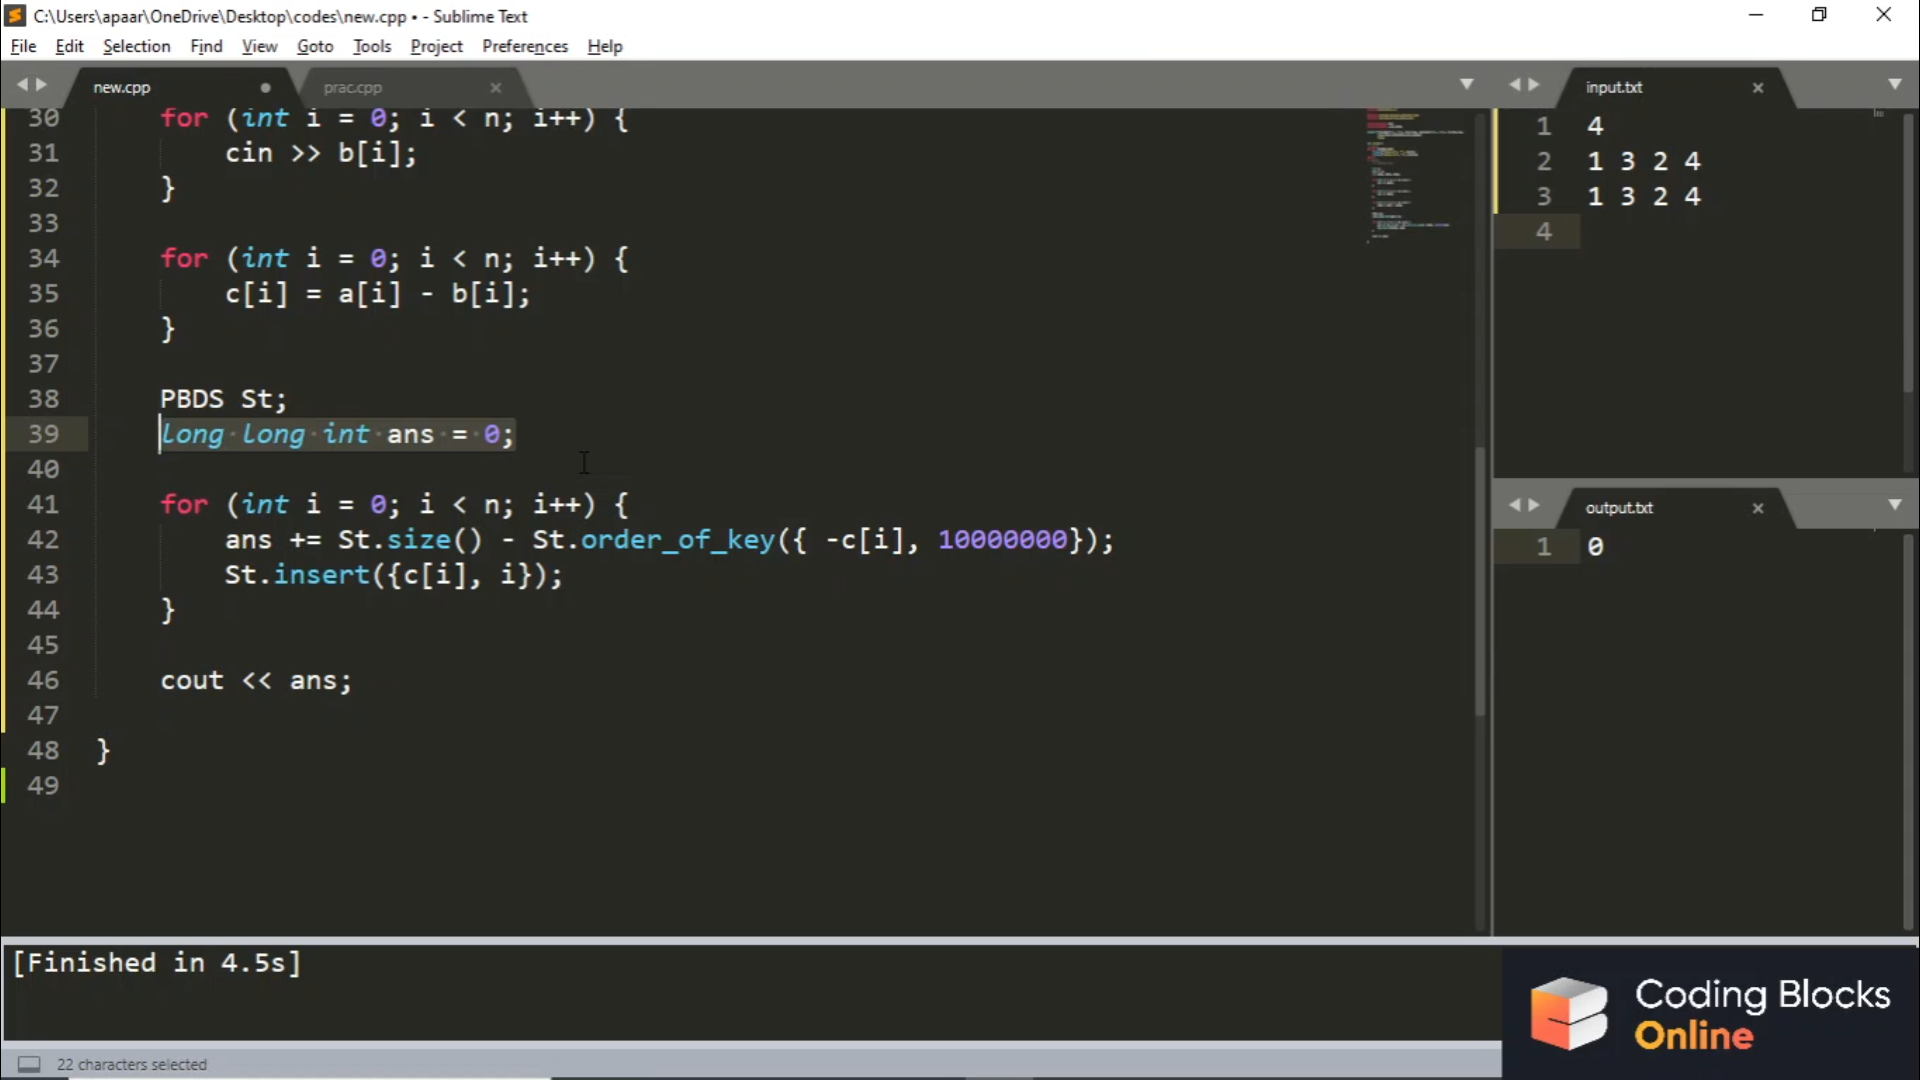 C:\Users\apaar\OneDrive\Desktop\codes\new.cpp • - Sublime Text
File Edit Selection Find View Goto Tools Project Preferences Help
new.cpp
prac.cpp
30 for (int i = 0; i < n; i++) {
31 cin >> b[i];
32 }
33
34 for (int i = 0; i < n; i++) {
35 c[i] = a[i] - b[i];
36 }
37
38 PBDS St;
39 long long int ans = 0;
40
41 for (int i = 0; i < n; i++) {
42 ans += St.size() - St.order_of_key({ -c[i], 10000000});
43 St.insert({c[i], i});
44 }
45
46 cout << ans;
47
48 }
49
input.txt
1 4
2 1 3 2 4
3 1 3 2 4
4
output.txt
1 0
[Finished in 4.5s]
22 characters selected
Coding Blocks
Online